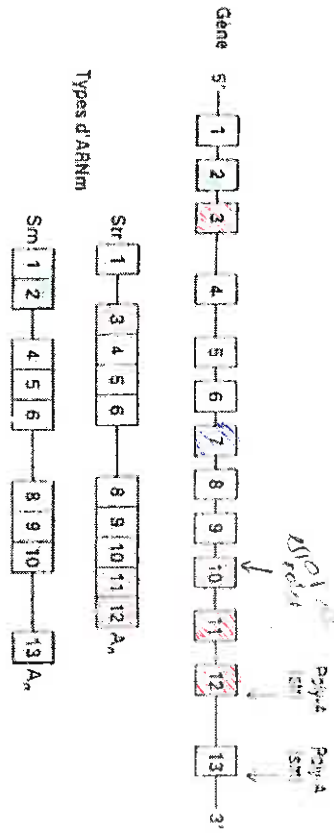 Gène 5' 1 2 3 4 5 6 7 8 9 10 11 12 13 3'
Poly-A
Poly-A
Types d'ARNm
Str 1 3 4 5 6 8 9 10 11 12 An
Sm 1 2 4 5 6 8 9 10 13 An